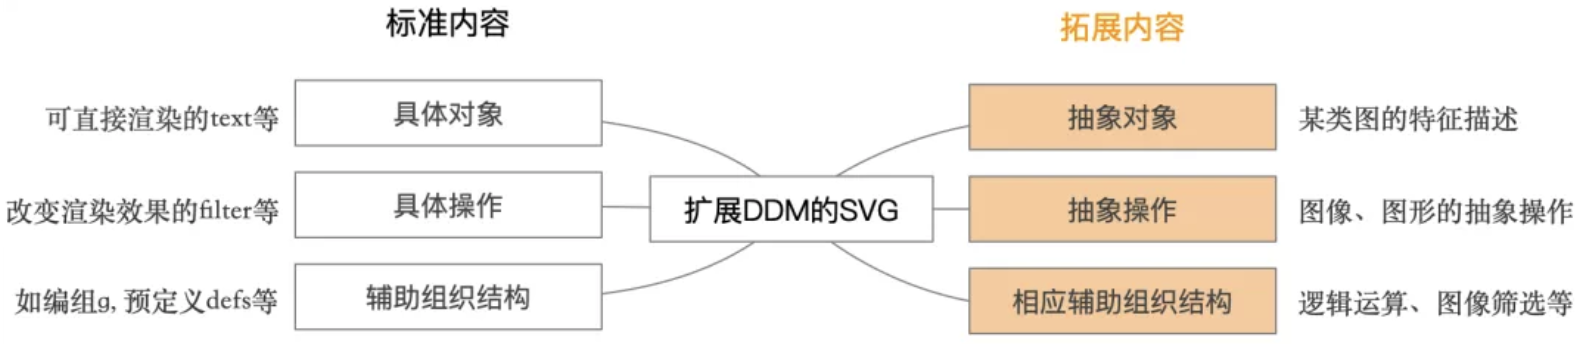 标准内容
拓展内容
可直接渲染的text等
具体对象
抽象对象
某类图的特征描述
改变渲染效果的filter等
具体操作
扩展DDM的SVG
抽象操作
图像、图形的抽象操作
如编组g, 预定义defs等
辅助组织结构
相应辅助组织结构
逻辑运算、图像筛选等